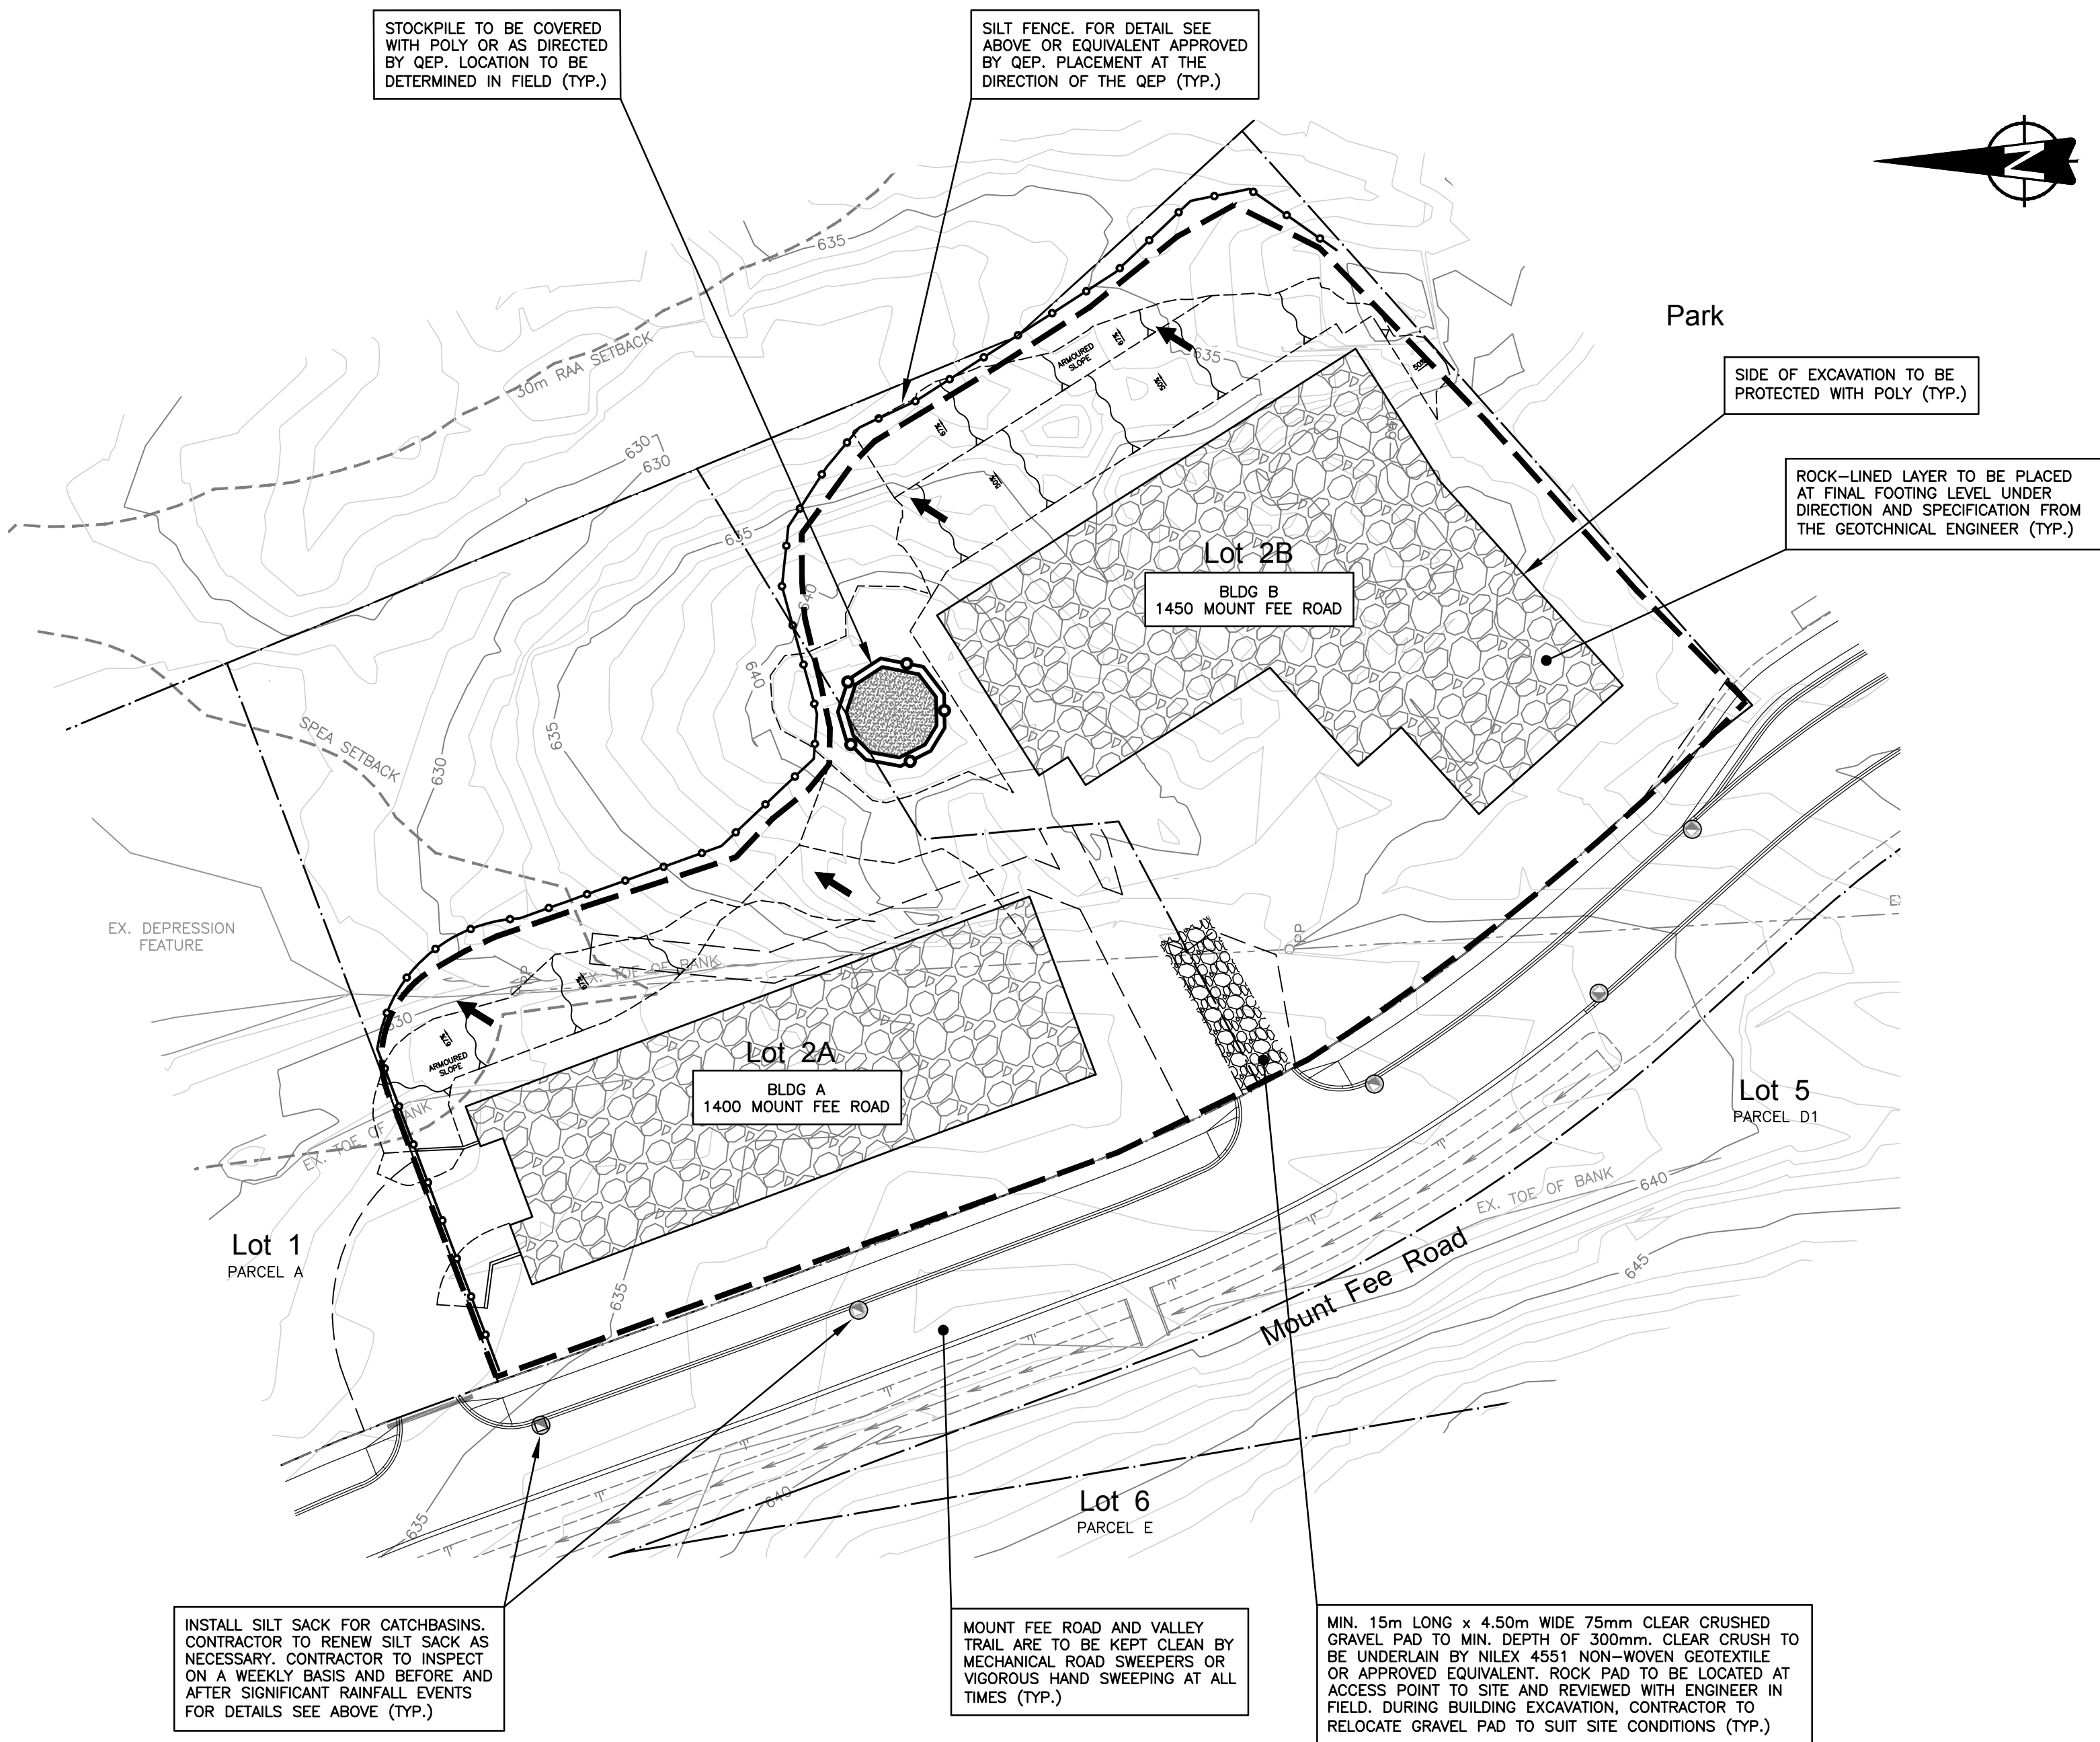 STOCKPILE TO BE COVERED
WITH POLY OR AS DIRECTED
BY QEP. LOCATION TO BE
DETERMINED IN FIELD (TYP.)
SILT FENCE. FOR DETAIL SEE
ABOVE OR EQUIVALENT APPROVED
BY QEP. PLACEMENT AT THE
DIRECTION OF THE QEP (TYP.)
N
635
Park
30m RAA SETBACK
67%
ARMOURED
SLOPE
635
50%
50%
SIDE OF EXCAVATION TO BE
PROTECTED WITH POLY (TYP.)
630
630
67%
50%
ROCK-LINED LAYER TO BE PLACED
AT FINAL FOOTING LEVEL UNDER
DIRECTION AND SPECIFICATION FROM
THE GEOTCHNICAL ENGINEER (TYP.)
635
Lot 2B
BLDG B
1450 MOUNT FEE ROAD
640
640
SPEA SETBACK
635
630
EX. DEPRESSION
FEATURE
PP
EX. TOE OF BANK
67%
630
67%
ARMOURED
SLOPE
Lot 2A
BLDG A
1400 MOUNT FEE ROAD
EX. TOE OF BANK
Lot 5
PARCEL D1
EX. TOE OF BANK
640
Lot 1
PARCEL A
635
Mount Fee Road
645
640
635
Lot 6
PARCEL E
INSTALL SILT SACK FOR CATCHBASINS.
CONTRACTOR TO RENEW SILT SACK AS
NECESSARY. CONTRACTOR TO INSPECT
ON A WEEKLY BASIS AND BEFORE AND
AFTER SIGNIFICANT RAINFALL EVENTS
FOR DETAILS SEE ABOVE (TYP.)
MOUNT FEE ROAD AND VALLEY
TRAIL ARE TO BE KEPT CLEAN BY
MECHANICAL ROAD SWEEPERS OR
VIGOROUS HAND SWEEPING AT ALL
TIMES (TYP.)
MIN. 15m LONG x 4.50m WIDE 75mm CLEAR CRUSHED
GRAVEL PAD TO MIN. DEPTH OF 300mm. CLEAR CRUSH TO
BE UNDERLAIN BY NILEX 4551 NON-WOVEN GEOTEXTILE
OR APPROVED EQUIVALENT. ROCK PAD TO BE LOCATED AT
ACCESS POINT TO SITE AND REVIEWED WITH ENGINEER IN
FIELD. DURING BUILDING EXCAVATION, CONTRACTOR TO
RELOCATE GRAVEL PAD TO SUIT SITE CONDITIONS (TYP.)